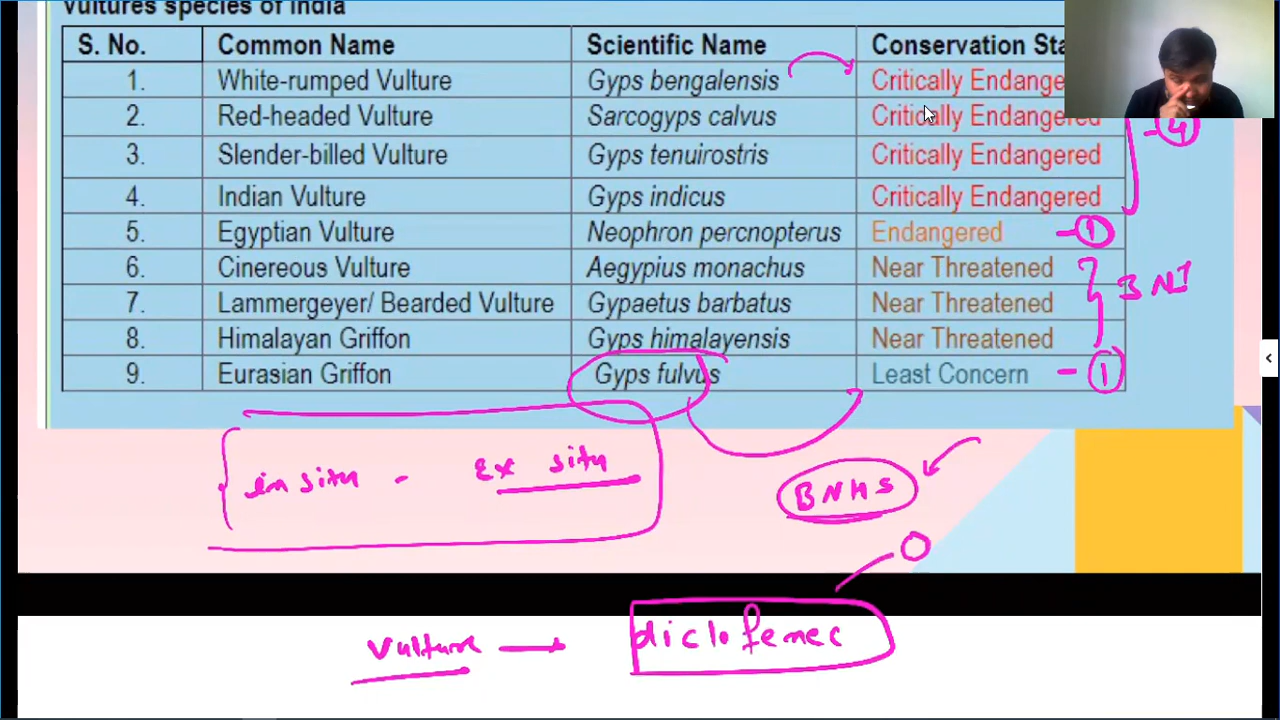 Vultures species of India
S. No. Common Name Scientific Name Conservation Sta
1. White-rumped Vulture Gyps bengalensis Critically Endange
2. Red-headed Vulture Sarcogyps calvus Critically Endangered
3. Slender-billed Vulture Gyps tenuirostris Critically Endangered
4. Indian Vulture Gyps indicus Critically Endangered
5. Egyptian Vulture Neophron percnopterus Endangered
6. Cinereous Vulture Aegypius monachus Near Threatened
7. Lammergeyer/ Bearded Vulture Gypaetus barbatus Near Threatened
8. Himalayan Griffon Gyps himalayensis Near Threatened
9. Eurasian Griffon Gyps fulvus Least Concern
-4
-1
-1
in situ - Ex situ
BNHS
vulture → diclofenec